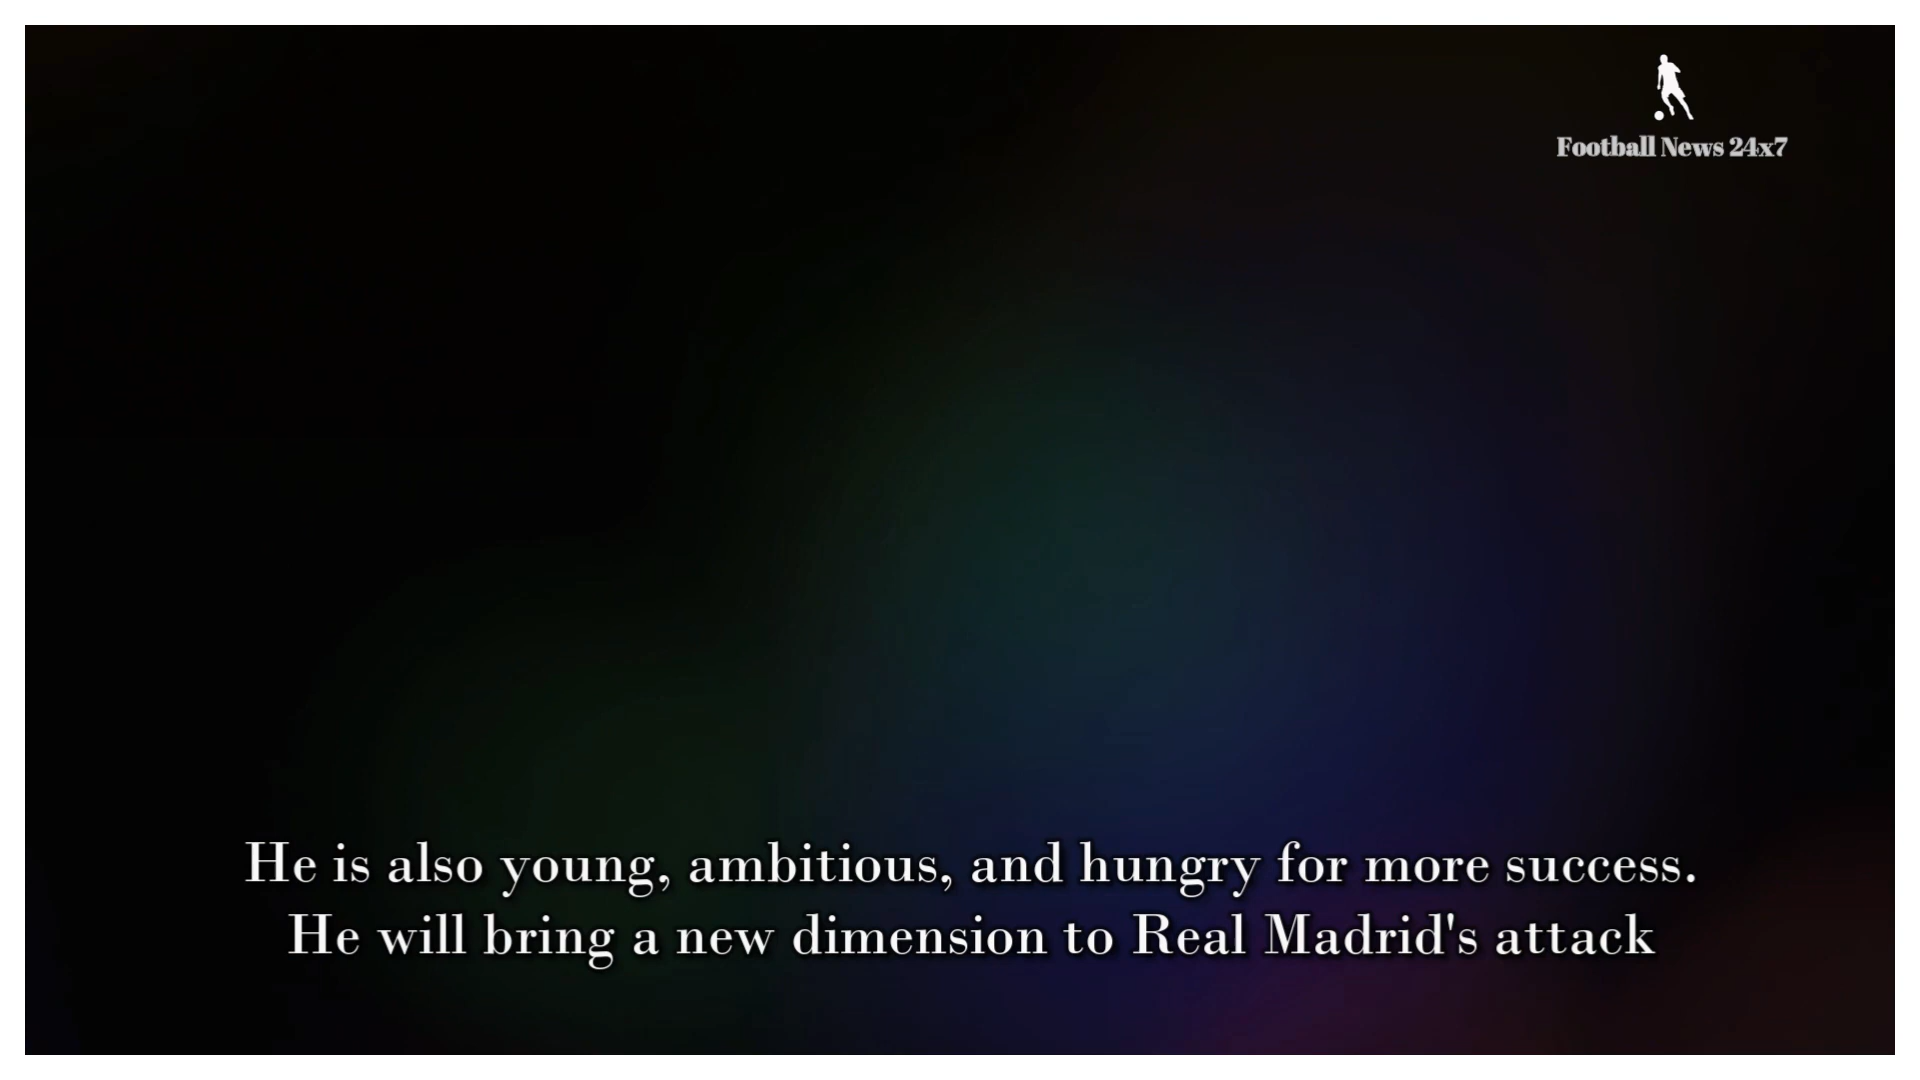 Football News 24x7
He is also young, ambitious, and hungry for more success.
He will bring a new dimension to Real Madrid's attack